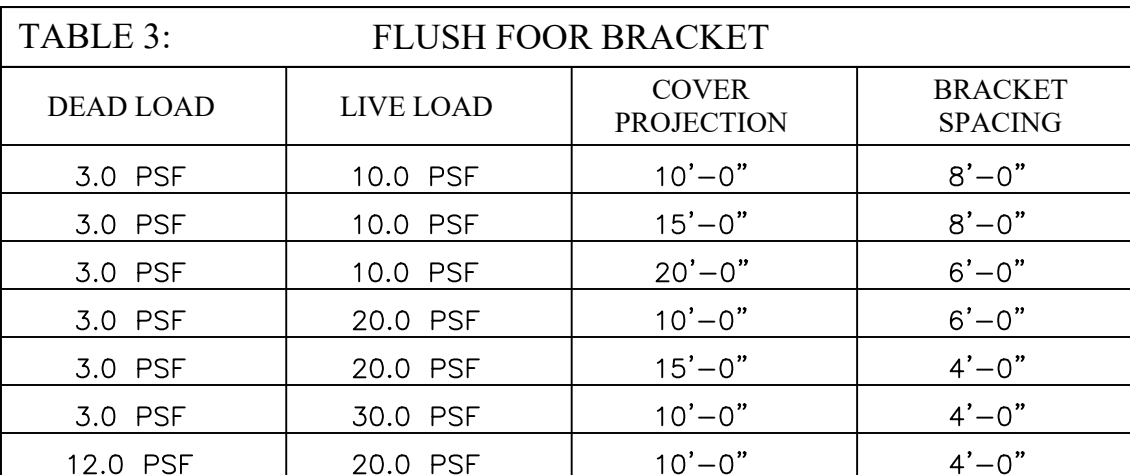 TABLE 3: FLUSH FOOR BRACKET
DEAD LOAD LIVE LOAD COVER PROJECTION BRACKET SPACING
3.0 PSF 10.0 PSF 10'–0" 8'–0"
3.0 PSF 10.0 PSF 15'–0" 8'–0"
3.0 PSF 10.0 PSF 20'–0" 6'–0"
3.0 PSF 20.0 PSF 10'–0" 6'–0"
3.0 PSF 20.0 PSF 15'–0" 4'–0"
3.0 PSF 30.0 PSF 10'–0" 4'–0"
12.0 PSF 20.0 PSF 10'–0" 4'–0"